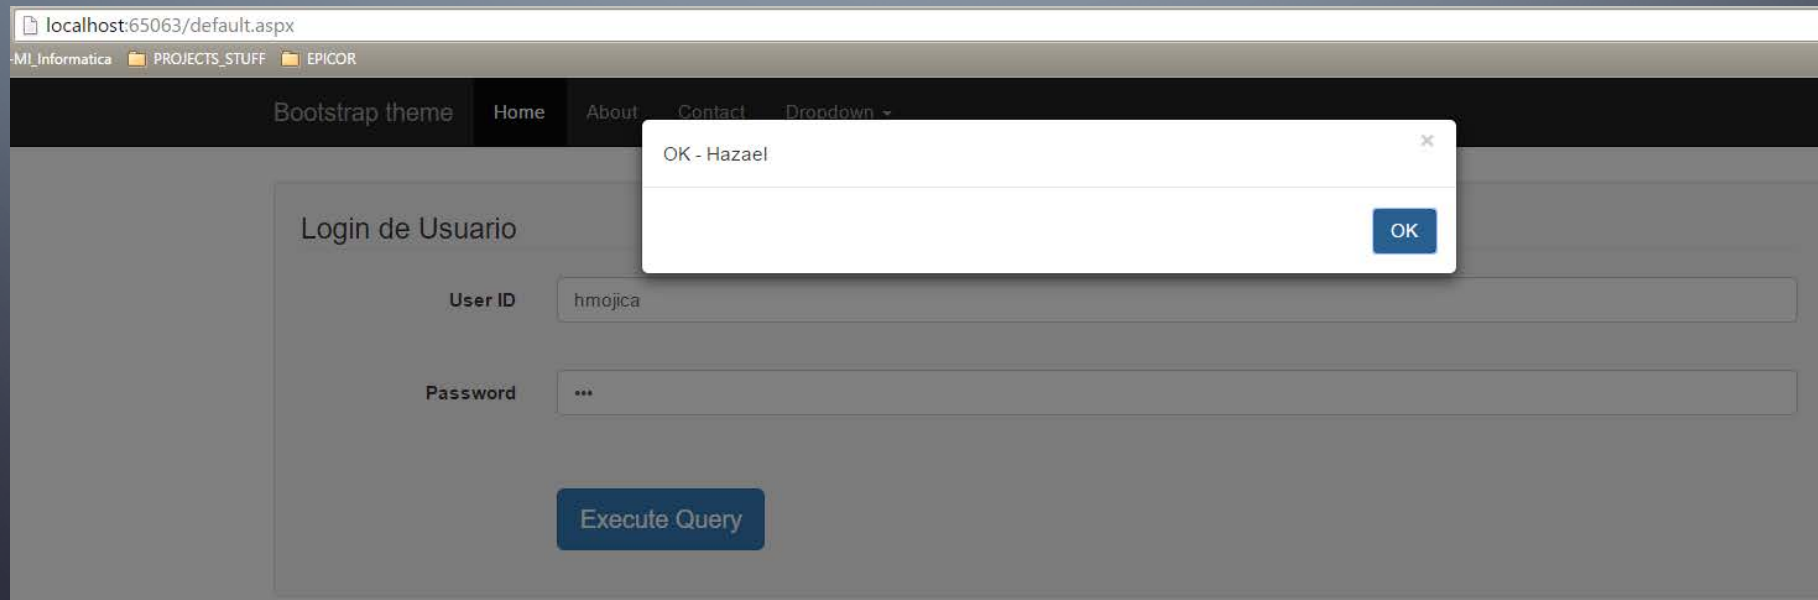 localhost:65063/default.aspx
-MI_Informatica PROJECTS_STUFF EPICOR
Bootstrap theme Home About Contact Dropdown
OK - Hazael ×
OK
Login de Usuario
User ID hmojica
Password •••
Execute Query